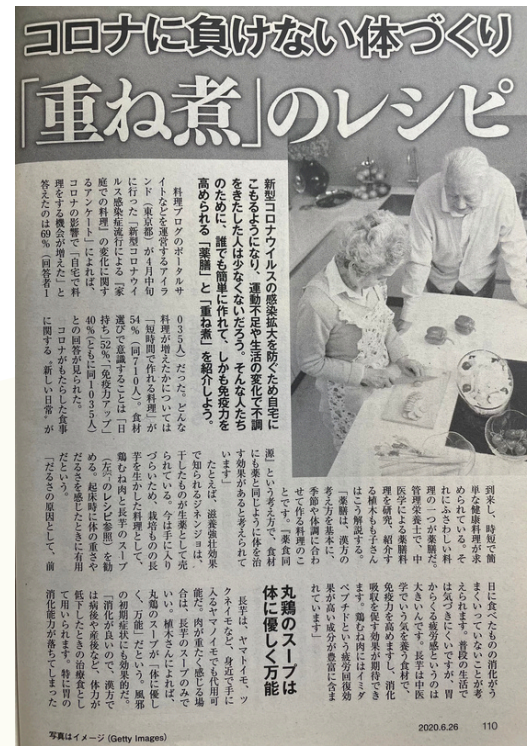 コロナに負けない体づくり
「重ね煮」のレシピ
新型コロナウイルスの感染拡大を防ぐため自宅に
こもるようになり、運動不足や生活の変化で不調
をきたした人は少なくないだろう。そんな人たち
のために、誰でも簡単に作れて、しかも免疫力を
高められる「薬膳」と「重ね煮」を紹介しよう。
料理ブログのポータルサ
イトなどを運営するアイラ
ンド（東京都）が4月中旬
に行った「新型コロナウイ
ルス感染症流行による『家
庭での料理』の変化に関す
るアンケート」によれば、
コロナの影響で「自宅で料
理をする機会が増えた」と
答えたのは69％（回答者1
035人）だった。どんな
料理が増えたかについては
「短時間で作れる料理」が
54％（同710人）。食材
選びで意識することは「日
持ち」52％、「免疫力アップ」
40％（ともに同1035人）
との回答が見られた。
コロナがもたらした食事
に関する“新しい日常”が
到来し、時短で簡
単な健康料理が求
められている。そ
れにふさわしい料
理の一つが薬膳だ。
管理栄養士で、中
医学による薬膳料
理を研究、紹介す
る植木もも子さん
はこう解説する。
「薬膳は、漢方の
考え方を基本に、
季節や体調に合わ
せて作る料理のこ
とです。『薬食同
源』という考え方で、食材
にも薬と同じように体を治
す効果があると考えられて
います」
たとえば、滋養強壮効果
で知られるジネンジョは、
干したものが生薬として売
られている。今は手に入り
づらいため、栽培ものの長
芋を生かした料理として、
鶏むね肉と長芋のスープ
（左㌻のレシピ参照）を勧
める。起床時に体の重さや
だるさを感じたときに有用
だという。
「だるさの原因として、前
日に食べたものの消化がう
まくいっていないことが考
えられます。普段の生活で
は気づきにくいですが、胃
からくる疲労感というのは
大きいんです。長芋は中医
学でいう気を養う食材で、
免疫力を高めますし、消化
吸収を促す効果が期待でき
ます。鶏むね肉にはイミダ
ペプチドという疲労回復効
果が高い成分が豊富に含ま
れています」
丸鶏のスープは
体に優しく万能
長芋は、ヤマトイモ、ツ
クネイモなど、身近で手に
入るヤマノイモでも代用可
能だ。肉が重たく感じる場
合は、長芋のスープのみで
いい。植木さんによれば、
丸鶏のスープが「体に優し
く、万能」だという。風邪
の初期症状にも効果的だ。
「消化が良いので、漢方で
は病後や産後など、体力が
低下したときの治療食とし
て用いられます。特に胃の
消化能力が落ちてしまった
写真はイメージ (Getty Images)
2020.6.26 110